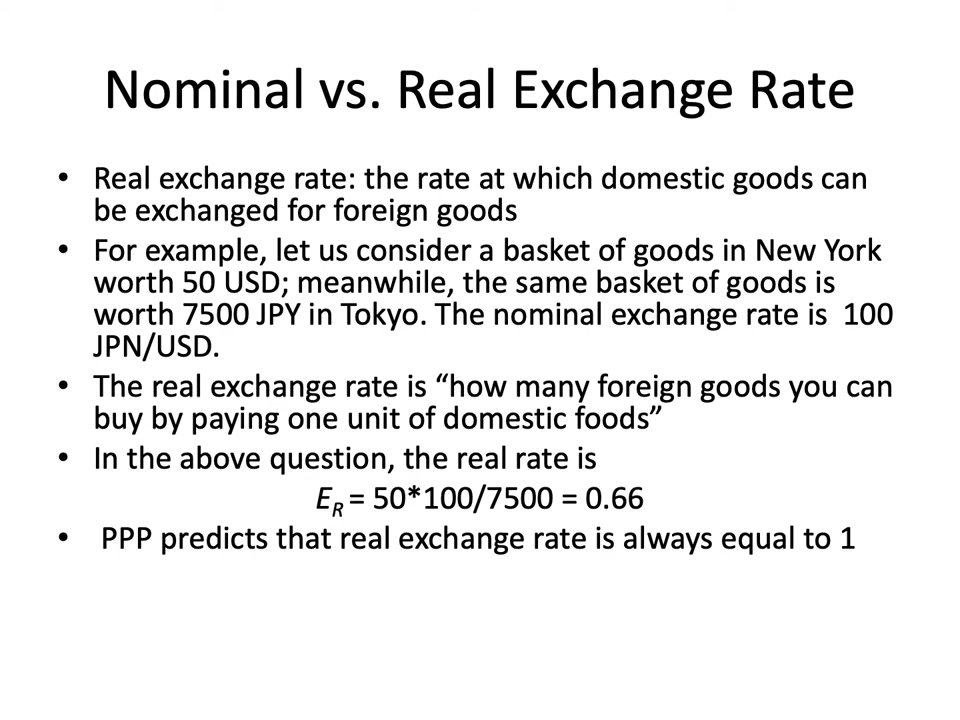 Nominal vs. Real Exchange Rate
• Real exchange rate: the rate at which domestic goods can
be exchanged for foreign goods
• For example, let us consider a basket of goods in New York
worth 50 USD; meanwhile, the same basket of goods is
worth 7500 JPY in Tokyo. The nominal exchange rate is  100
JPN/USD.
• The real exchange rate is “how many foreign goods you can
buy by paying one unit of domestic foods”
• In the above question, the real rate is
E_R = 50*100/7500 = 0.66
• PPP predicts that real exchange rate is always equal to 1